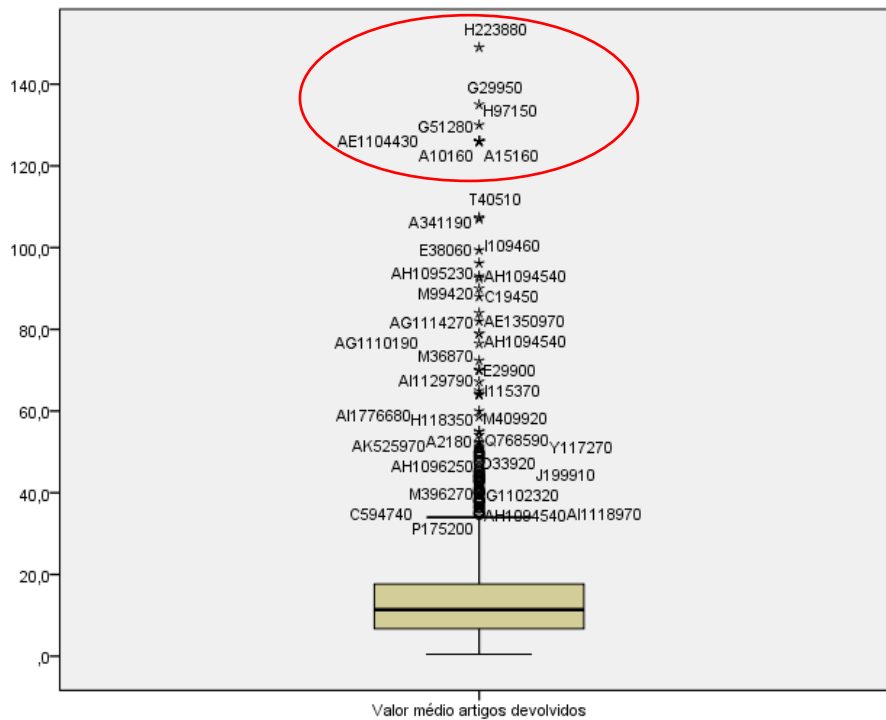 H223880
140,0
G29950
H97150
G51280
AE1104430
120,0
A10160 A15160
T40510
A341190
100,0
E38060 I109460
AH1095230 AH1094540
M99420 C19450
80,0
AG1114270 AE1350970
AG1110190 AH1094540
M36870
E29900
AI1129790 I115370
60,0
AI1776680 H118350 M409920
AK525970 A2180 Q768590 Y117270
AH1096250 D33920
J199910
40,0
M396270 G1102320
C594740 AH1094540 AI1118970
P175200
20,0
,0
Valor médio artigos devolvidos